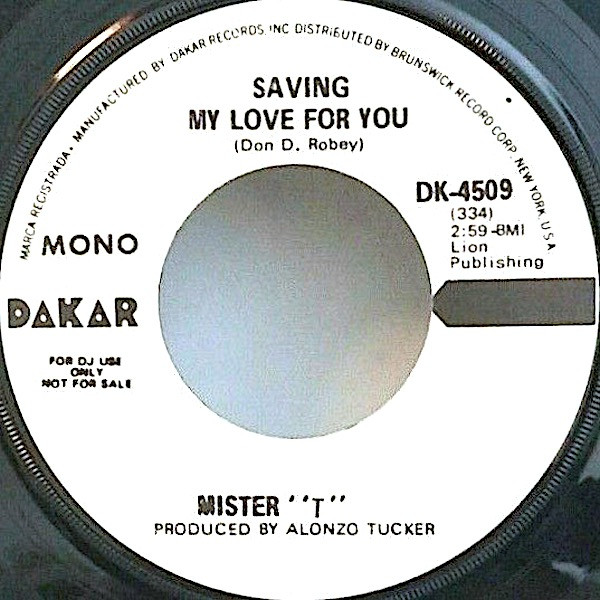 MARCA REGISTRADA • MANUFACTURED BY DAKAR RECORDS, INC DISTRIBUTED BY BRUNSWICK RECORD CORP., NEW YORK, U.S.A.
SAVING
MY LOVE FOR YOU
(Don D. Robey)
DK-4509
(334)
2:59-BMI
Lion
Publishing
MONO
DAKAR
FOR DJ USE
ONLY
NOT FOR SALE
MISTER ''T''
PRODUCED BY ALONZO TUCKER